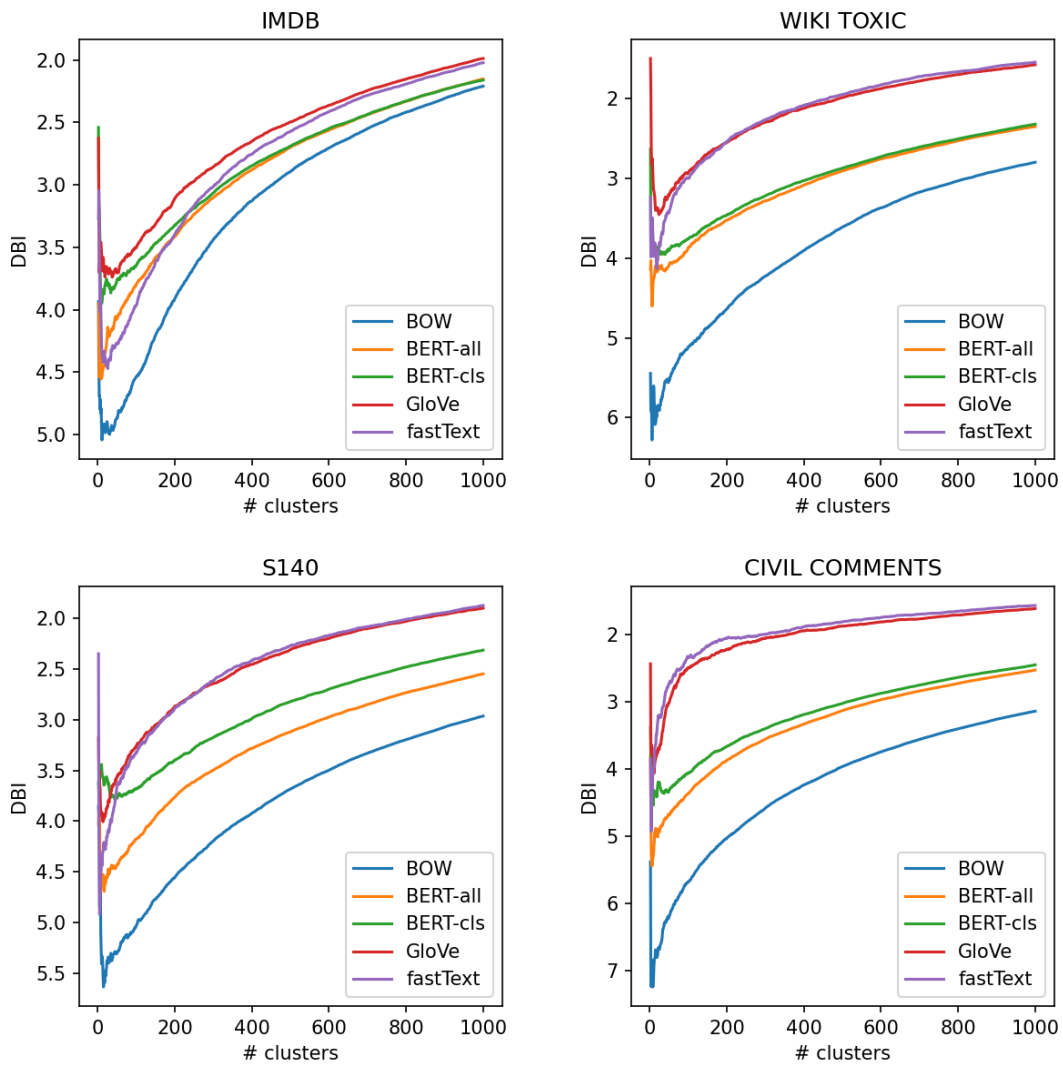 IMDB
2.0
2.5
3.0
3.5
4.0
4.5
5.0
DBI
0 200 400 600 800 1000
# clusters
BOW
BERT-all
BERT-cls
GloVe
fastText
WIKI TOXIC
2
3
4
5
6
DBI
0 200 400 600 800 1000
# clusters
BOW
BERT-all
BERT-cls
GloVe
fastText
S140
2.0
2.5
3.0
3.5
4.0
4.5
5.0
5.5
DBI
0 200 400 600 800 1000
# clusters
BOW
BERT-all
BERT-cls
GloVe
fastText
CIVIL COMMENTS
2
3
4
5
6
7
DBI
0 200 400 600 800 1000
# clusters
BOW
BERT-all
BERT-cls
GloVe
fastText